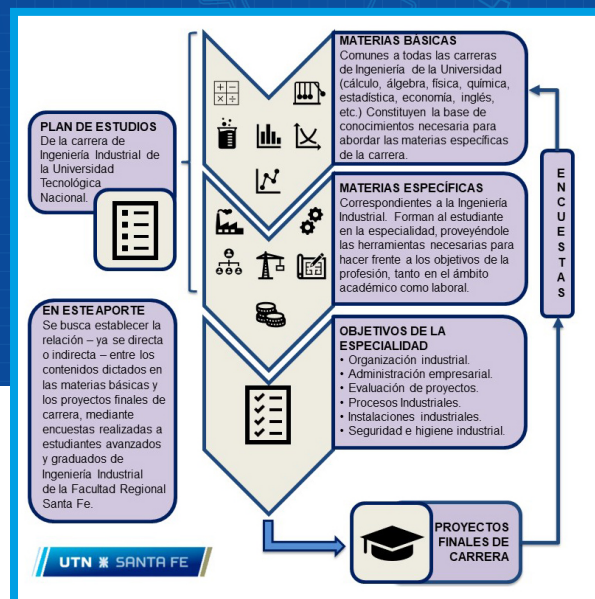 PLAN DE ESTUDIOS
De la carrera de
Ingeniería Industrial de
la Universidad
Tecnológica
Nacional.
MATERIAS BÁSICAS
Comunes a todas las carreras
de Ingeniería de la Universidad
(cálculo, álgebra, física, química,
estadística, economía, inglés,
etc.) Constituyen la base de
conocimientos necesaria para
abordar las materias específicas
de la carrera.
MATERIAS ESPECÍFICAS
Correspondientes a la Ingeniería
Industrial. Forman al estudiante
en la especialidad, proveyéndole
las herramientas necesarias para
hacer frente a los objetivos de la
profesión, tanto en el ámbito
académico como laboral.
EN ESTE APORTE
Se busca establecer la
relación – ya se directa
o indirecta – entre los
contenidos dictados en
las materias básicas y
los proyectos finales de
carrera, mediante
encuestas realizadas a
estudiantes avanzados
y graduados de
Ingeniería Industrial
de la Facultad Regional
Santa Fe.
OBJETIVOS DE LA
ESPECIALIDAD
• Organización industrial.
• Administración empresarial.
• Evaluación de proyectos.
• Procesos Industriales.
• Instalaciones industriales.
• Seguridad e higiene industrial.
PROYECTOS
FINALES DE
CARRERA
ENCUESTAS
UTN SANTA FE